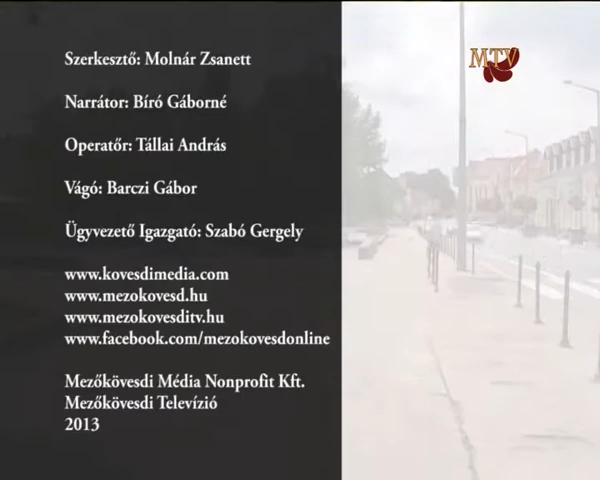 MTV
Szerkesztő: Molnár Zsanett
Narrátor: Bíró Gáborné
Operatőr: Tállai András
Vágó: Barczi Gábor
Ügyvezető Igazgató: Szabó Gergely
www.kovesdimedia.com
www.mezokovesd.hu
www.mezokovesditv.hu
www.facebook.com/mezokovesdonline
Mezőkövesdi Média Nonprofit Kft.
Mezőkövesdi Televízió
2013